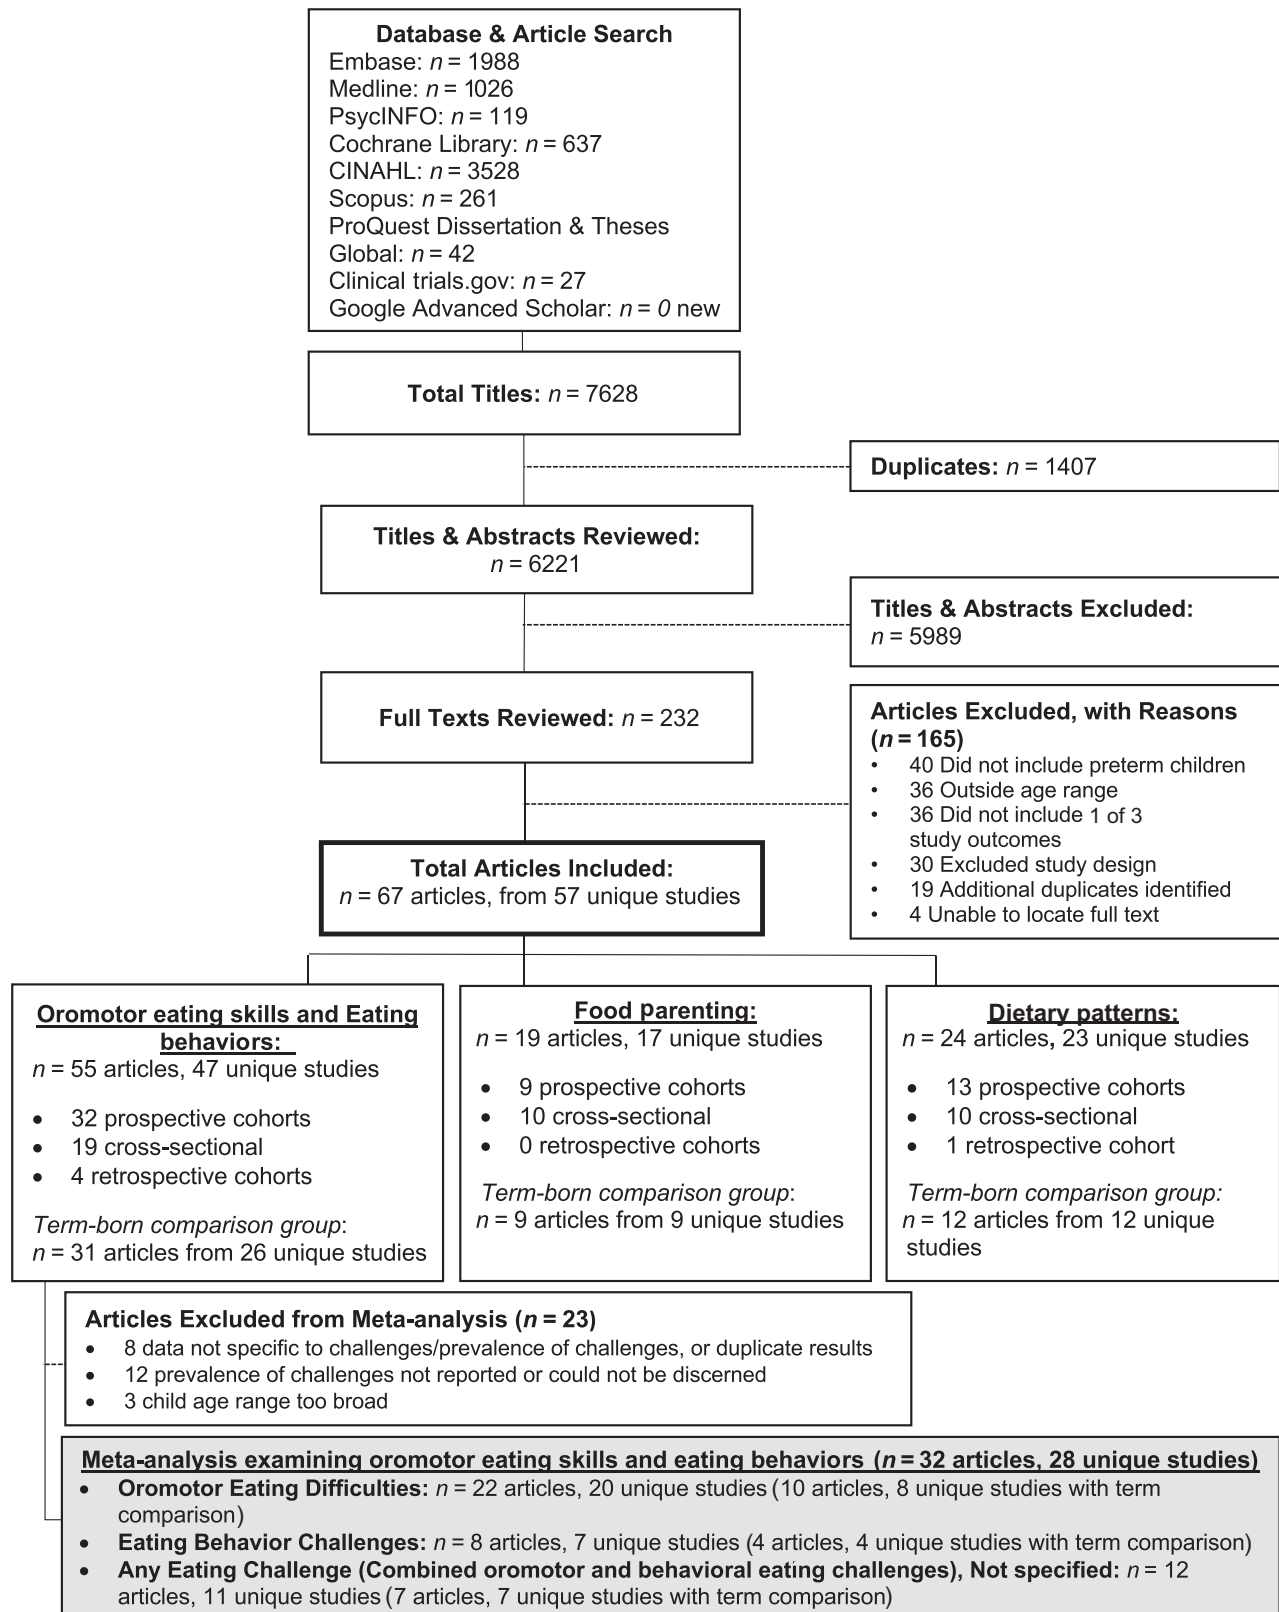 Database & Article Search
Embase: n = 1988
Medline: n = 1026
PsycINFO: n = 119
Cochrane Library: n = 637
CINAHL: n = 3528
Scopus: n = 261
ProQuest Dissertation & Theses
Global: n = 42
Clinical trials.gov: n = 27
Google Advanced Scholar: n = 0 new
Total Titles: n = 7628
Duplicates: n = 1407
Titles & Abstracts Reviewed:
n = 6221
Titles & Abstracts Excluded:
n = 5989
Full Texts Reviewed: n = 232
Articles Excluded, with Reasons
(n = 165)
• 40 Did not include preterm children
• 36 Outside age range
• 36 Did not include 1 of 3
study outcomes
• 30 Excluded study design
• 19 Additional duplicates identified
• 4 Unable to locate full text
Total Articles Included:
n = 67 articles, from 57 unique studies
Oromotor eating skills and Eating
behaviors:
n = 55 articles, 47 unique studies
• 32 prospective cohorts
• 19 cross-sectional
• 4 retrospective cohorts
Term-born comparison group:
n = 31 articles from 26 unique studies
Food parenting:
n = 19 articles, 17 unique studies
• 9 prospective cohorts
• 10 cross-sectional
• 0 retrospective cohorts
Term-born comparison group:
n = 9 articles from 9 unique studies
Dietary patterns:
n = 24 articles, 23 unique studies
• 13 prospective cohorts
• 10 cross-sectional
• 1 retrospective cohort
Term-born comparison group:
n = 12 articles from 12 unique
studies
Articles Excluded from Meta-analysis (n = 23)
• 8 data not specific to challenges/prevalence of challenges, or duplicate results
• 12 prevalence of challenges not reported or could not be discerned
• 3 child age range too broad
Meta-analysis examining oromotor eating skills and eating behaviors (n = 32 articles, 28 unique studies)
• Oromotor Eating Difficulties: n = 22 articles, 20 unique studies (10 articles, 8 unique studies with term
comparison)
• Eating Behavior Challenges: n = 8 articles, 7 unique studies (4 articles, 4 unique studies with term comparison)
• Any Eating Challenge (Combined oromotor and behavioral eating challenges), Not specified: n = 12
articles, 11 unique studies (7 articles, 7 unique studies with term comparison)